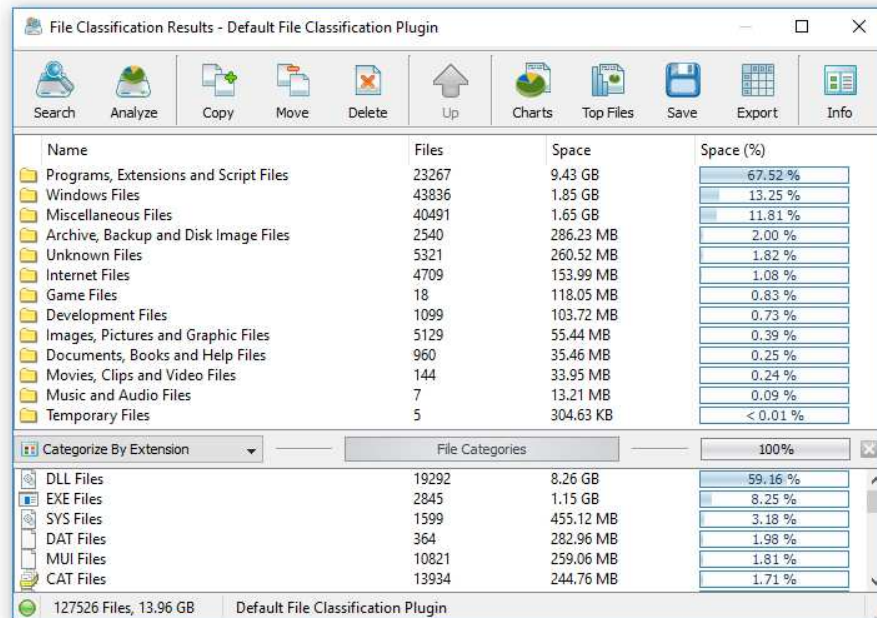 File Classification Results - Default File Classification Plugin
Search Analyze Copy Move Delete Up Charts Top Files Save Export Info
Name Files Space Space (%)
Programs, Extensions and Script Files 23267 9.43 GB 67.52 %
Windows Files 43836 1.85 GB 13.25 %
Miscellaneous Files 40491 1.65 GB 11.81 %
Archive, Backup and Disk Image Files 2540 286.23 MB 2.00 %
Unknown Files 5321 260.52 MB 1.82 %
Internet Files 4709 153.99 MB 1.08 %
Game Files 18 118.05 MB 0.83 %
Development Files 1099 103.72 MB 0.73 %
Images, Pictures and Graphic Files 5129 55.44 MB 0.39 %
Documents, Books and Help Files 960 35.46 MB 0.25 %
Movies, Clips and Video Files 144 33.95 MB 0.24 %
Music and Audio Files 7 13.21 MB 0.09 %
Temporary Files 5 304.63 KB < 0.01 %
Categorize By Extension File Categories 100%
DLL Files 19292 8.26 GB 59.16 %
EXE Files 2845 1.15 GB 8.25 %
SYS Files 1599 455.12 MB 3.18 %
DAT Files 364 282.96 MB 1.98 %
MUI Files 10821 259.06 MB 1.81 %
CAT Files 13934 244.76 MB 1.71 %
127526 Files, 13.96 GB Default File Classification Plugin